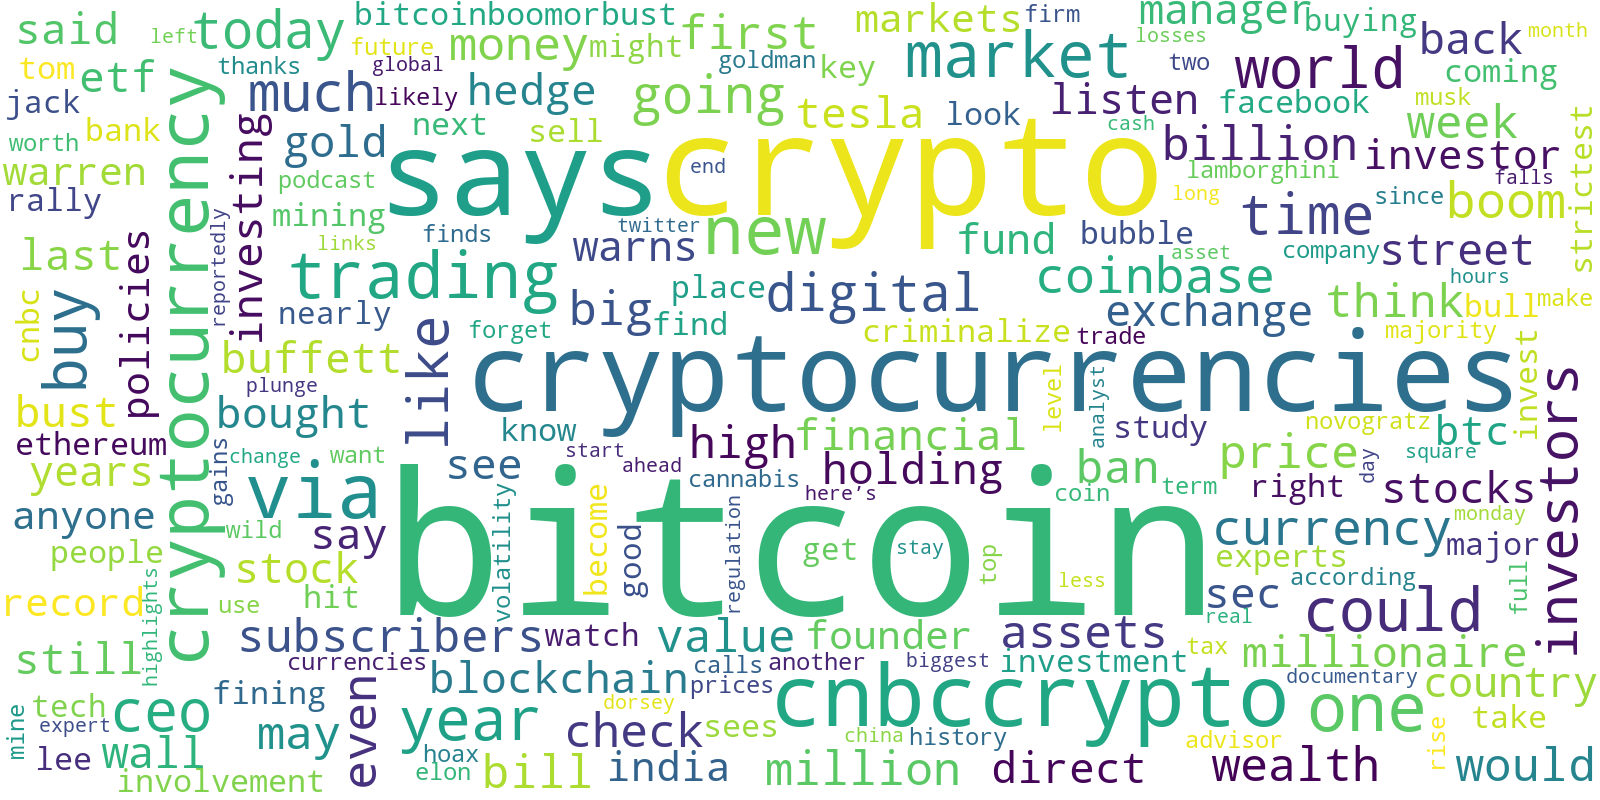 said
left
today
bitcoinboomorbust
markets
firm
manager
buying
back
month
tom
etf
thanks
future
global
money
might
first
goldman
key
market
losses
two
world
coming
jack
much
likely
hedge
going
tesla
look
listen
facebook
musk
week
worth
bank
investing
gold
next
sell
says
crypto
end
cash
billion
investor
strictest
warren
podcast
lamborghini
falls
rally
cryptocurrency
reportedly
mining
finds
twitter
new
long
time
since
boom
last
policies
links
warns
fund
bubble
asset
company
street
hours
cnbc
buy
trading
big
place
digital
coinbase
exchange
think
bull
make
nearly
forget
find
criminalize
trade
majority
buffett
like
cryptocurrencies
plunge
bust
bought
know
level
analyst
study
novogratz
btc
invest
investors
ethereum
gains
change
want
see
start
ahead
high
financial
holding
ban
price
square
years
via
cannabis
here’s
coin
term
right
day
stocks
anyone
wild
say
volatility
become
good
regulation
bitcoin
get
stay
top
currency
monday
people
stock
experts
major
record
highlights
use
hit
less
sec
according
full
real
could
still
subscribers
watch
value
founder
assets
tax
millionaire
currencies
calls
another
biggest
investment
documentary
fining
even
blockchain
prices
cnbccrypto
one
country
mine
tech
expert
ceo
may
year
check
dorsey
sees
china
history
advisor
rise
take
lee
wall
hoax
elon
bill
india
million
direct
wealth
would
involvement